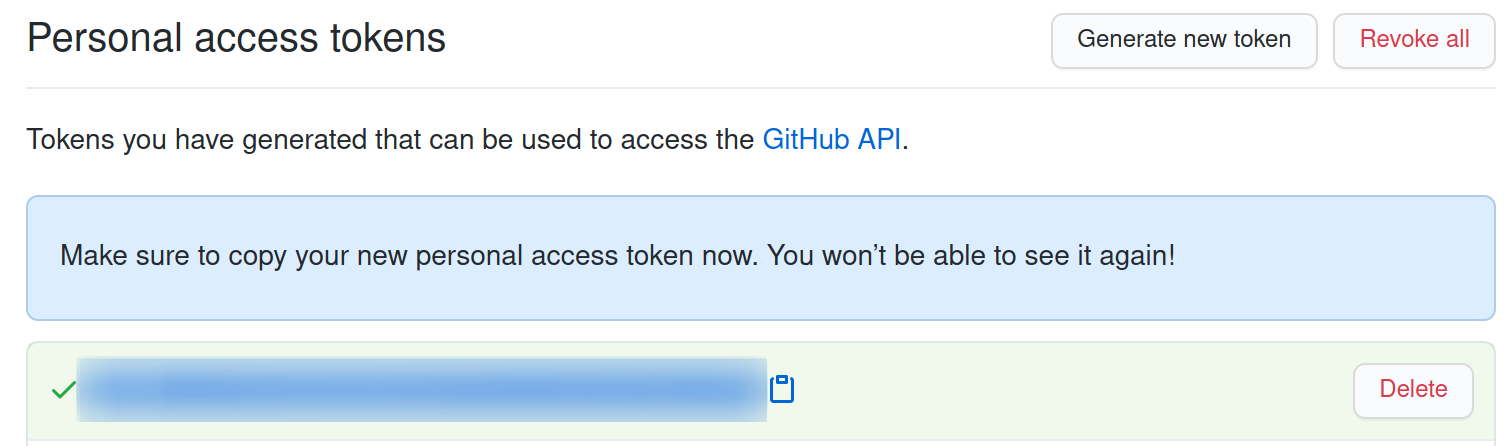 Personal access tokens
Generate new token
Revoke all
Tokens you have generated that can be used to access the GitHub API.
Make sure to copy your new personal access token now. You won’t be able to see it again!
Delete